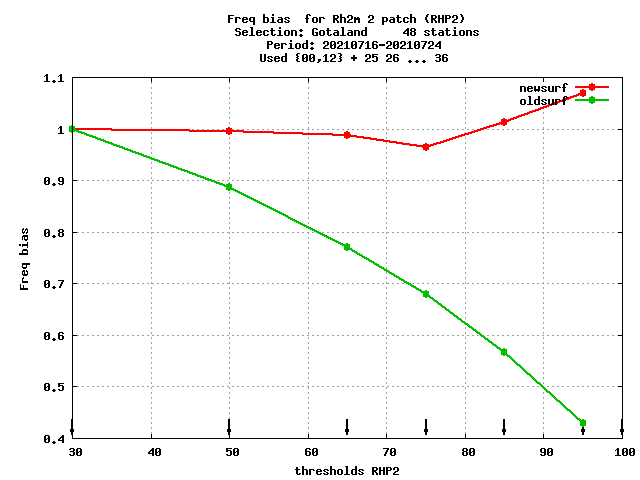 Freq bias  for Rh2m 2 patch (RHP2)
Selection: Gotaland     48 stations
Period: 20210716-20210724
Used {00,12} + 25 26 ... 36
1.1
newsurf
oldsurf
1
0.9
0.8
0.7
0.6
0.5
0.4
Freq bias
30 40 50 60 70 80 90 100
thresholds RHP2